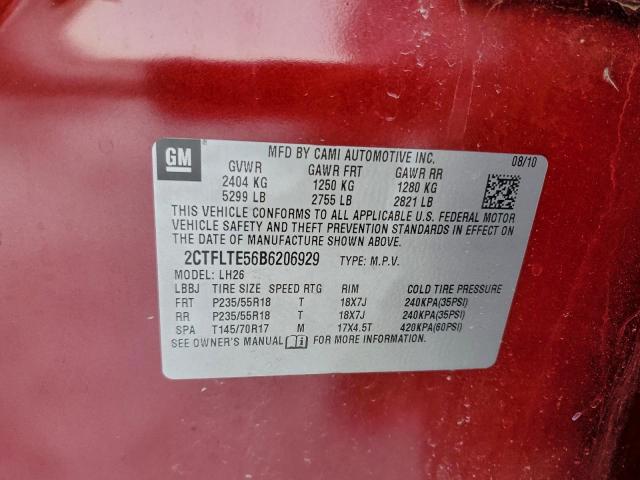 GM
MFD BY CAMI AUTOMOTIVE INC. 08/10
GVWR GAWR FRT GAWR RR
2404 KG 1250 KG 1280 KG
5299 LB 2755 LB 2821 LB
THIS VEHICLE CONFORMS TO ALL APPLICABLE U.S. FEDERAL MOTOR
VEHICLE SAFETY AND THEFT PREVENTION STANDARDS IN EFFECT ON
DATE OF MANUFACTURE SHOWN ABOVE.
2CTFLTE56B6206929 TYPE: M.P.V.
MODEL: LH26
LBBJ TIRE SIZE SPEED RTG RIM COLD TIRE PRESSURE
FRT P235/55R18 T 18X7J 240KPA(35PSI)
RR P235/55R18 T 18X7J 240KPA(35PSI)
SPA T145/70R17 M 17X4.5T 420KPA(60PSI)
SEE OWNER'S MANUAL FOR MORE INFORMATION.